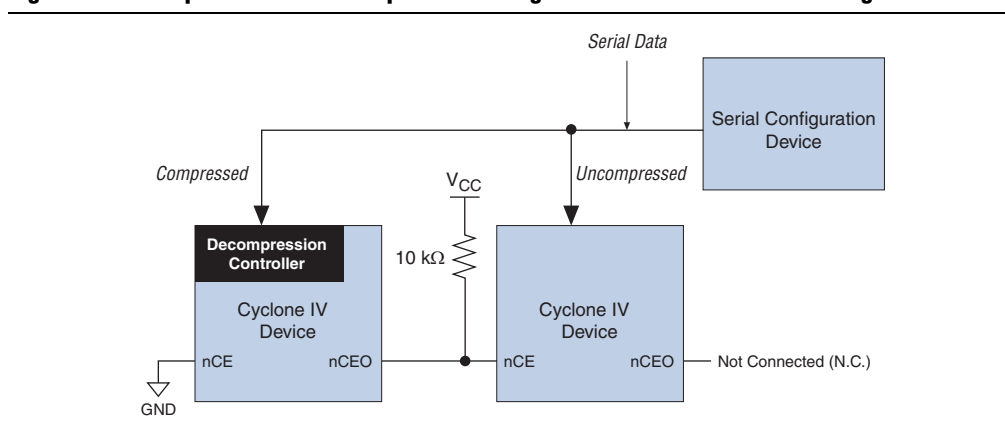 Serial Data
Serial Configuration
Device
Compressed
Uncompressed
VCC
Decompression
Controller
10 kΩ
Cyclone IV
Device
Cyclone IV
Device
nCE
nCEO
nCE
nCEO
Not Connected (N.C.)
GND